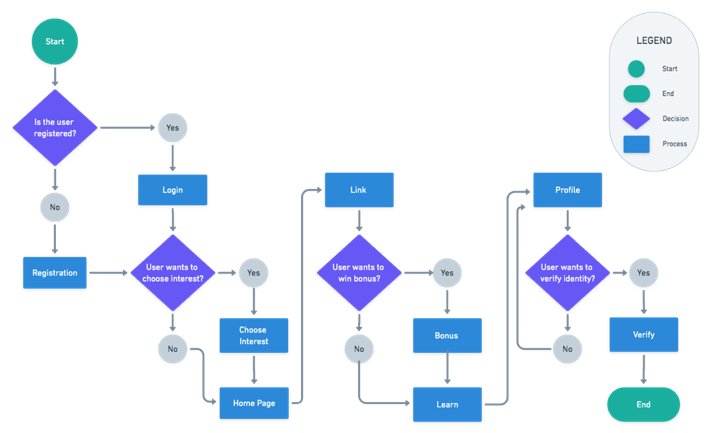 Start
LEGEND
Start
End
Decision
Process
Is the user
registered?
Yes
No
Login
Registration
User wants to
choose interest?
Yes
No
Choose
Interest
Home Page
Link
User wants to
win bonus?
Yes
No
Bonus
Learn
Profile
User wants to
verify identity?
Yes
No
Verify
End